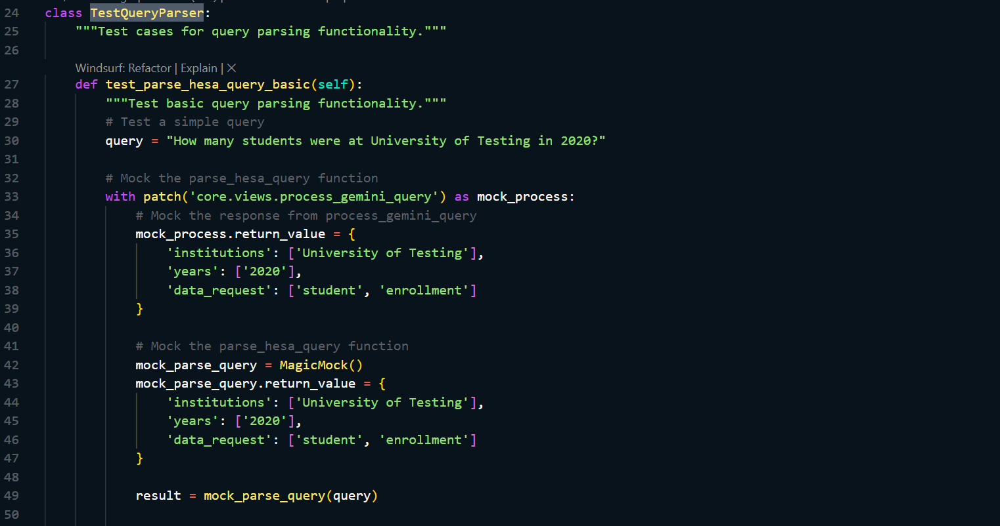 24 class TestQueryParser:
25 """Test cases for query parsing functionality."""
26
Windsurf: Refactor | Explain | ×
27 def test_parse_hesa_query_basic(self):
28 """Test basic query parsing functionality."""
29 # Test a simple query
30 query = "How many students were at University of Testing in 2020?"
31
32 # Mock the parse_hesa_query function
33 with patch('core.views.process_gemini_query') as mock_process:
34 # Mock the response from process_gemini_query
35 mock_process.return_value = {
36 'institutions': ['University of Testing'],
37 'years': ['2020'],
38 'data_request': ['student', 'enrollment']
39 }
40
41 # Mock the parse_hesa_query function
42 mock_parse_query = MagicMock()
43 mock_parse_query.return_value = {
44 'institutions': ['University of Testing'],
45 'years': ['2020'],
46 'data_request': ['student', 'enrollment']
47 }
48
49 result = mock_parse_query(query)
50